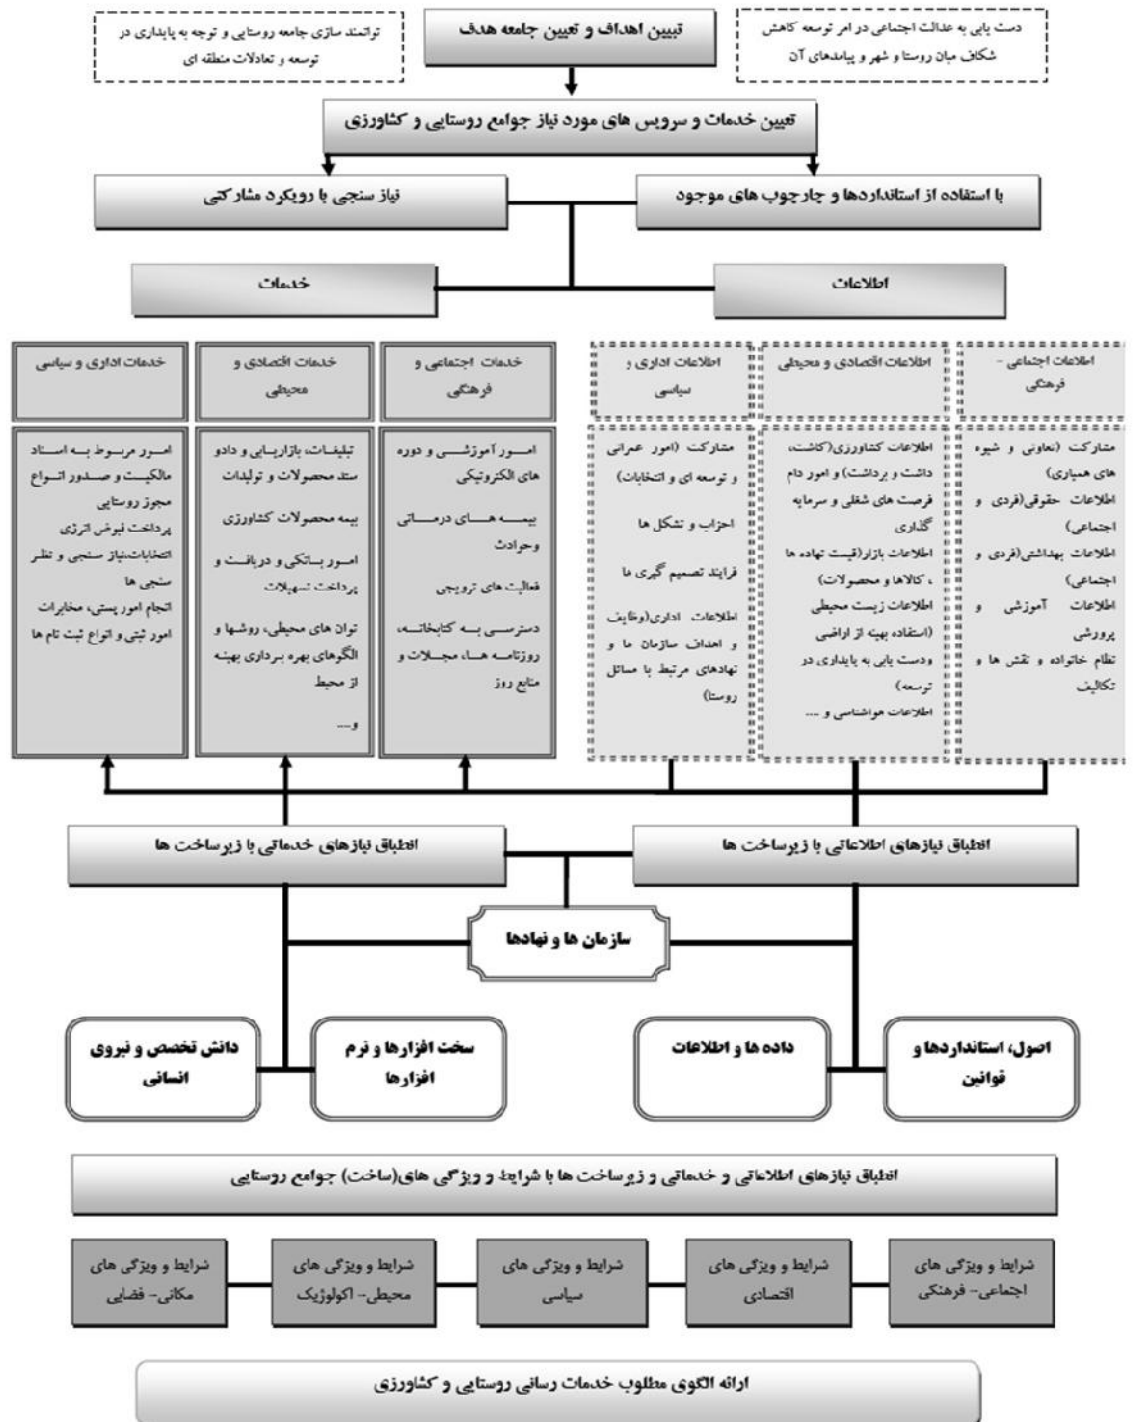 تبیین اهداف و تعیین جامعه هدف
دست یابی به عدالت اجتماعی در امر توسعه کاهش
شکاف میان روستا و شهر و پیامدهای آن
توانمند سازی جامعه روستایی و توجه به پایداری در
توسعه و تعادلات منطقه ای
تعیین خدمات و سرویس های مورد نیاز جوامع روستایی و کشاورزی
با استفاده از استانداردها و چارچوب های موجود
نیاز سنجی با رویکرد مشارکتی
اطلاعات
خدمات
اطلاعات اجتماعی –
فرهنگی
اطلاعات اقتصادی و محیطی
اطلاعات اداری و
سیاسی
خدمات اجتماعی و
فرهنگی
خدمات اقتصادی و
محیطی
خدمات اداری و سیاسی
مشارکت (تعاونی و شیوه
های همیاری)
اطلاعات حقوقی(فردی و
اجتماعی)
اطلاعات بهداشتی(فردی و
اجتماعی)
اطلاعات آموزشی و
پرورشی
نظام خانواده و نقش ها و
تکالیف
اطلاعات کشاورزی(کاشت،
داشت و برداشت) و امور دام
فرصت های شغلی و سرمایه
گذاری
اطلاعات بازار(قیمت نهاده ها
، کالاها و محصولات)
اطلاعات زیست محیطی
(استفاده بهینه از اراضی
ودست یابی به پایداری در
توسعه)
اطلاعات هواشناسی و ....
مشارکت (امور عمرانی
و توسعه ای و انتخابات)
احزاب و تشکل ها
فرایند تصمیم گیری ها
اطلاعات اداری(وظایف
و اهداف سازمان ها و
نهادهای مرتبط با مسائل
روستا)
امور آموزشی و دوره
های الکترونیکی
بیمه های درمانی
وحوادث
فعالیت های ترویجی
دسترسی به کتابخانه،
روزنامه ها، مجلات و
منابع روز
تبلیغات، بازاریابی و دادو
ستد محصولات و تولیدات
بیمه محصولات کشاورزی
امور بانکی و دریافت و
پرداخت تسهیلات
توان های محیطی، روشها و
الگوهای بهره برداری بهینه
از محیط
و....
امور مربوط به اسناد
مالکیت و صدور انواع
مجوز روستایی
پرداخت قبوض انرژی
انتخابات،نیاز سنجی و نظر
سنجی ها
انجام امور پستی، مخابرات
امور ثبتی و انواع ثبت نام ها
انطباق نیازهای اطلاعاتی با زیرساخت ها
انطباق نیازهای خدماتی با زیرساخت ها
سازمان ها و نهادها
اصول، استانداردها و
قوانین
داده ها و اطلاعات
سخت افزارها و نرم
افزارها
دانش تخصص و نیروی
انسانی
انطباق نیازهای اطلاعاتی و خدماتی و زیرساخت ها با شرایط و ویژگی های(ساخت) جوامع روستایی
شرایط و ویژگی های
اجتماعی- فرهنگی
شرایط و ویژگی های
اقتصادی
شرایط و ویژگی های
سیاسی
شرایط و ویژگی های
محیطی- اکولوژیک
شرایط و ویژگی های
مکانی- فضایی
ارائه الگوی مطلوب خدمات رسانی روستایی و کشاورزی